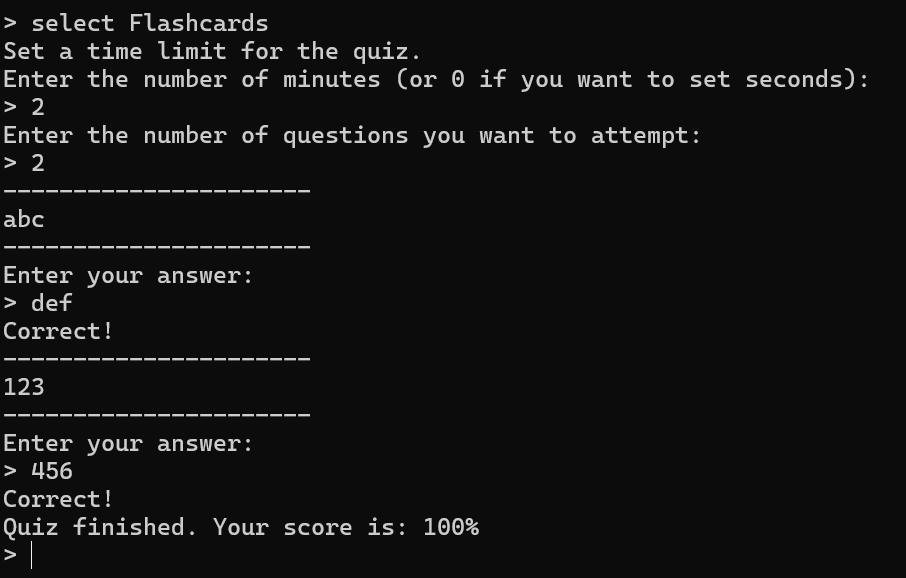 > select Flashcards
Set a time limit for the quiz.
Enter the number of minutes (or 0 if you want to set seconds):
> 2
Enter the number of questions you want to attempt:
> 2
----------------------
abc
----------------------
Enter your answer:
> def
Correct!
----------------------
123
----------------------
Enter your answer:
> 456
Correct!
Quiz finished. Your score is: 100%
>